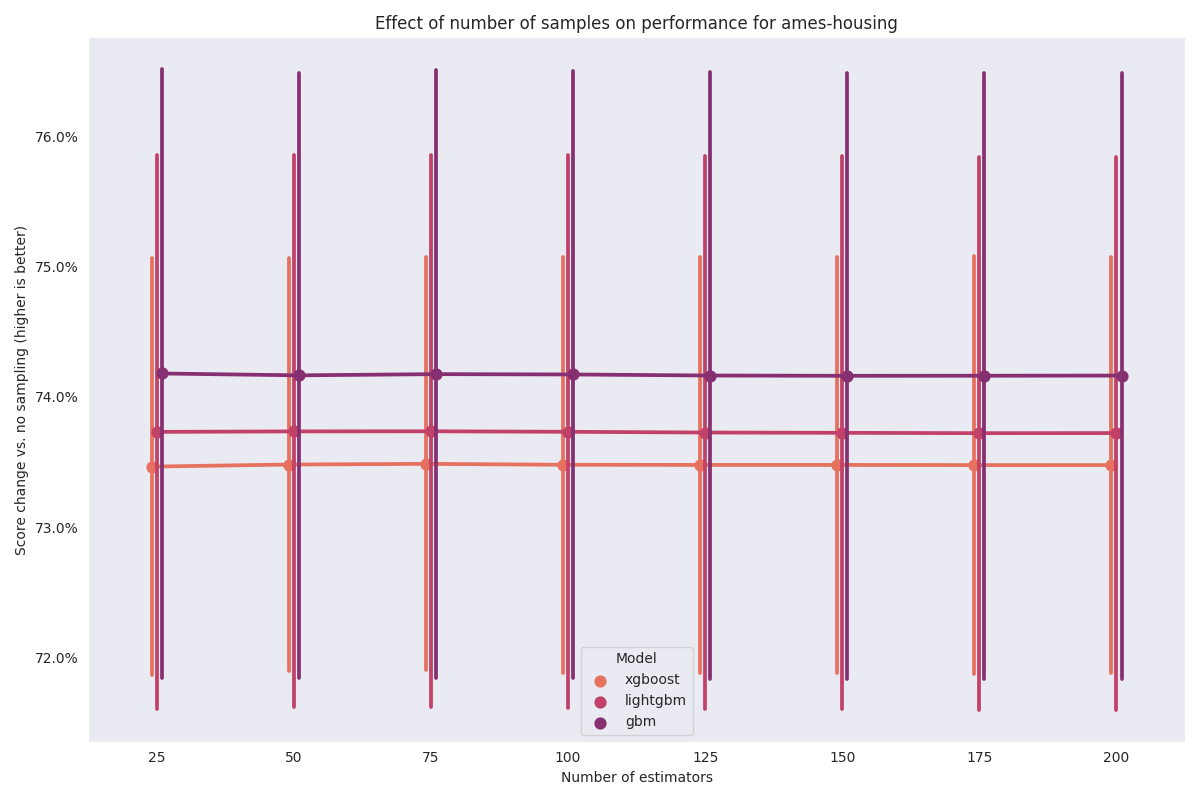 Effect of number of samples on performance for ames-housing
Score change vs. no sampling (higher is better)
76.0%
75.0%
74.0%
73.0%
72.0%
Model
xgboost
lightgbm
gbm
25 50 75 100 125 150 175 200
Number of estimators